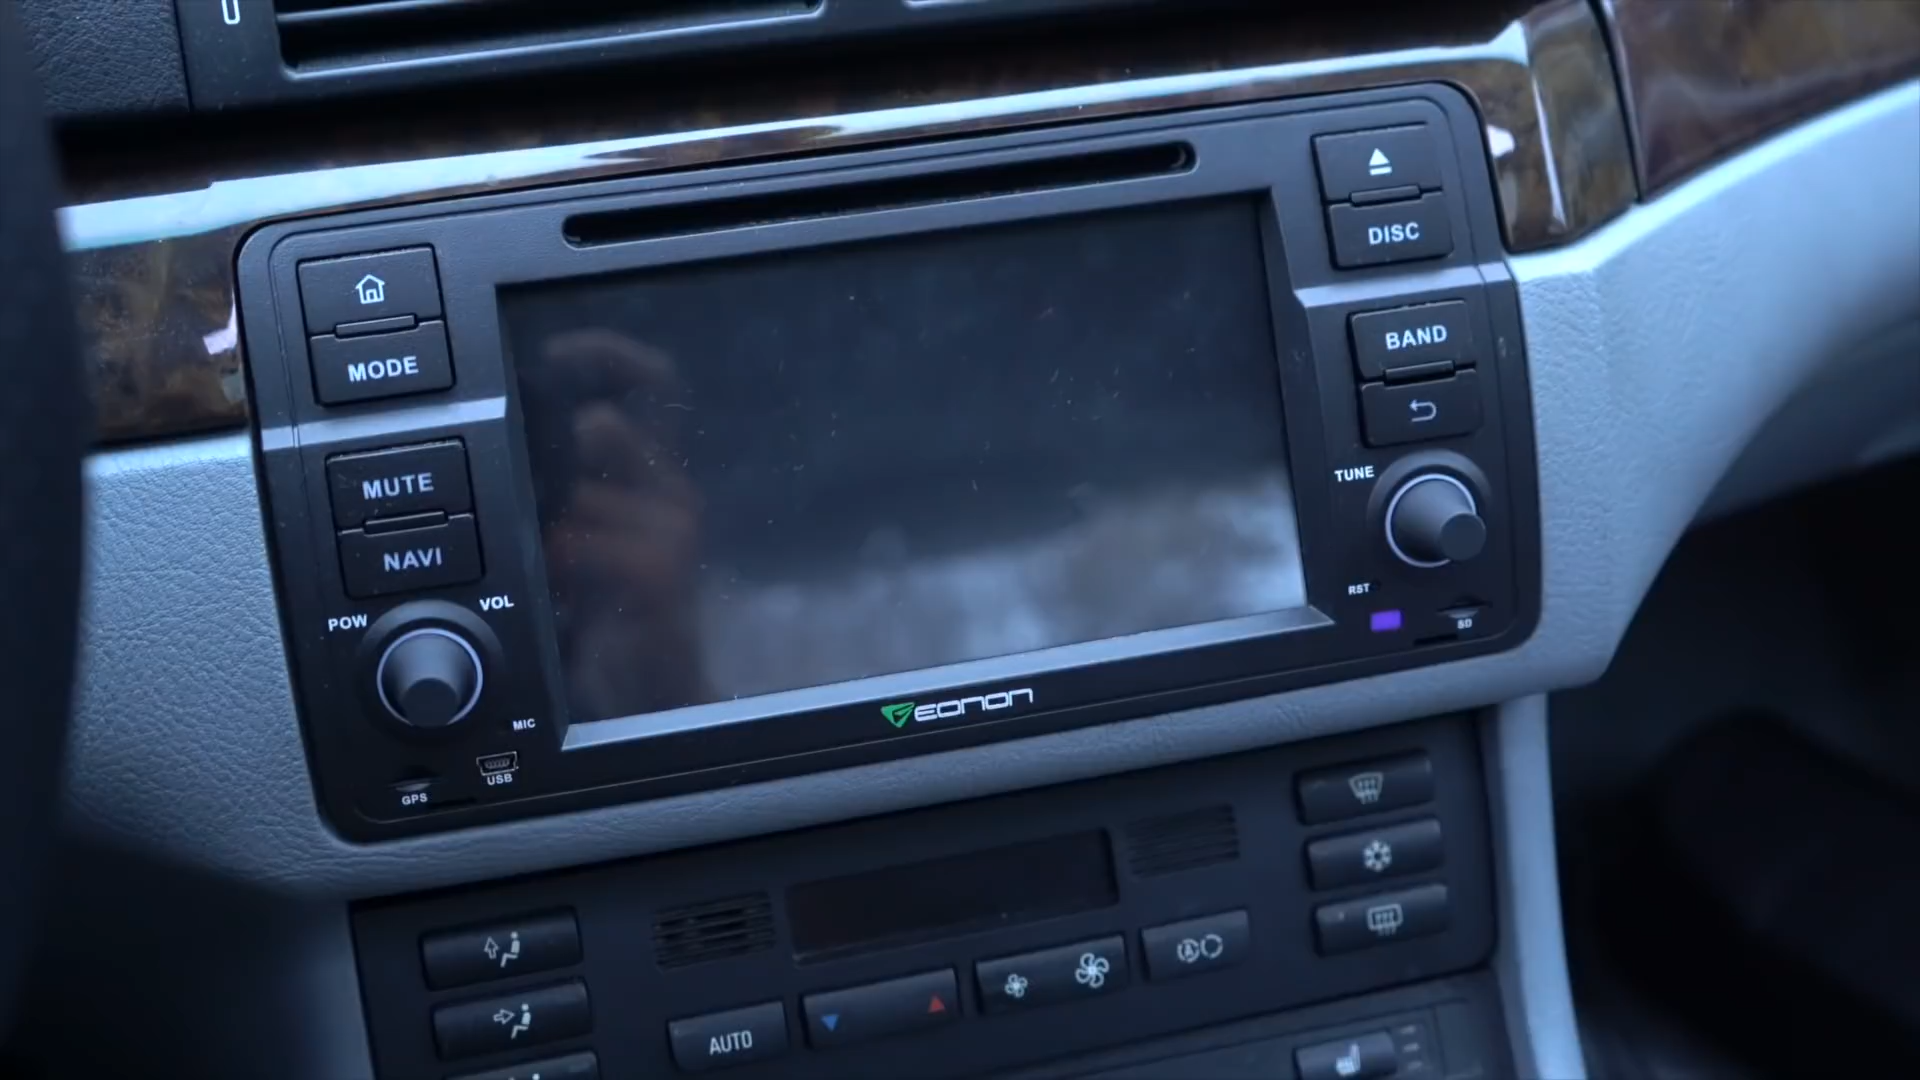 DISC
MODE
BAND
MUTE
TUNE
NAVI
RST
VOL
POW
SD
EONON
MIC
USB
GPS
AUTO